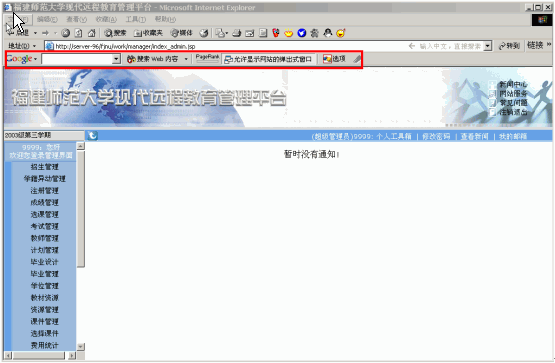 福建师范大学现代远程教育管理平台 - Microsoft Internet Explorer
编辑(E) 查看(V) 收藏(A) 工具(T) 帮助(H)
搜索 收藏夹 媒体
地址(D) http://server-96/fjnu/work/manager/index_admin.jsp 输入中文，直接搜索 转到 链接 »
Google 搜索 Web 内容 PageRank 允许显示网站的弹出式窗口 选项
福建师范大学现代远程教育管理平台
新闻中心
网站服务
常见问题
注销退出
2003级第三学期 (超级管理员)9999: 个人工具箱 | 修改密码 | 查看新闻 | 我的邮箱
9999: 您好
欢迎您登录管理界面
暂时没有通知!
招生管理
学籍异动管理
注册管理
成绩管理
选课管理
考试管理
教师管理
计划管理
毕业设计
毕业管理
学位管理
教材资源
资源管理
课件管理
选择课件
费用统计